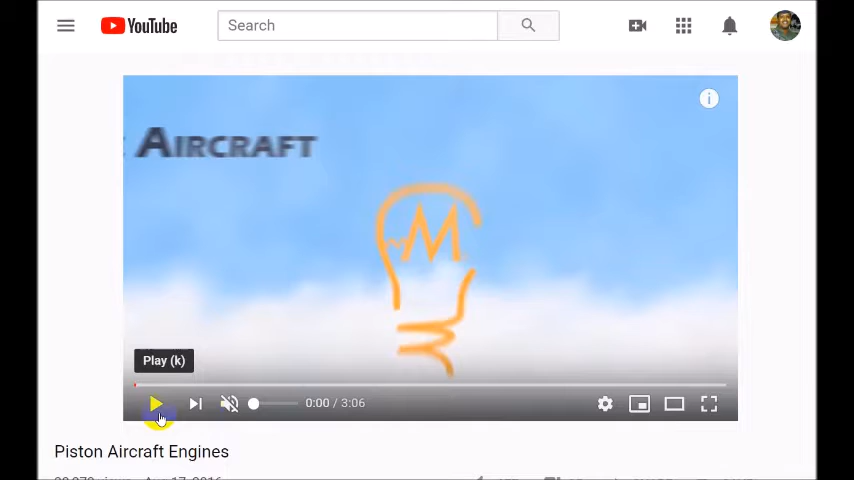 YouTube
Search
AIRCRAFT
M
Play (k)
0:00 / 3:06
Piston Aircraft Engines